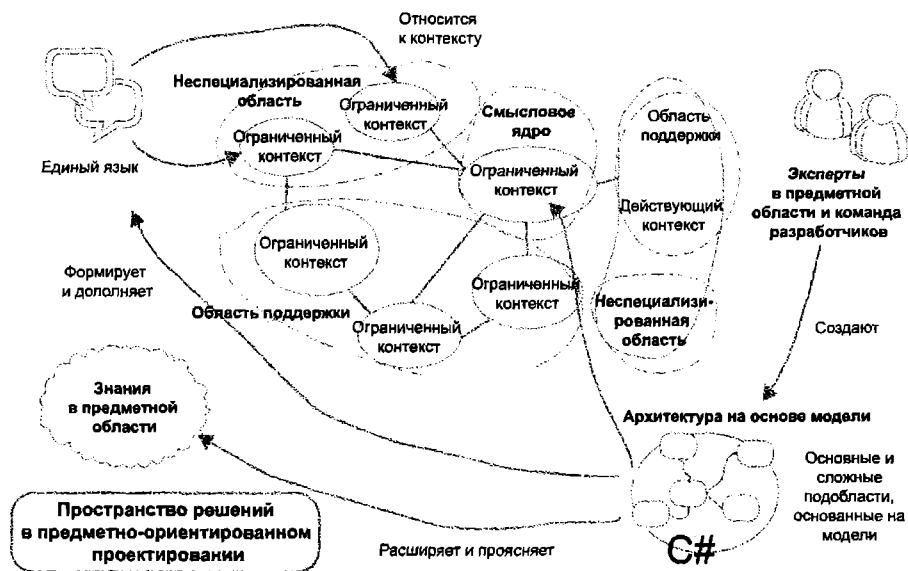 Относится
к контексту
Неспециализированная
область
Ограниченный
контекст
Ограниченный
контекст
Смысловое
ядро
Ограниченный
контекст
Область
поддержки
Действующий
контекст
Неспециализи-
рованная
область
Единый язык
Эксперты
в предметной
области и команда
разработчиков
Ограниченный
контекст
Ограниченный
контекст
Ограниченный
контекст
Область поддержки
Формирует
и дополняет
Создают
Знания
в предметной
области
Архитектура на основе модели
Основные и
сложные
подобласти,
основанные на
модели
C#
Пространство решений
в предметно-ориентированном
проектировании
Расширяет и проясняет